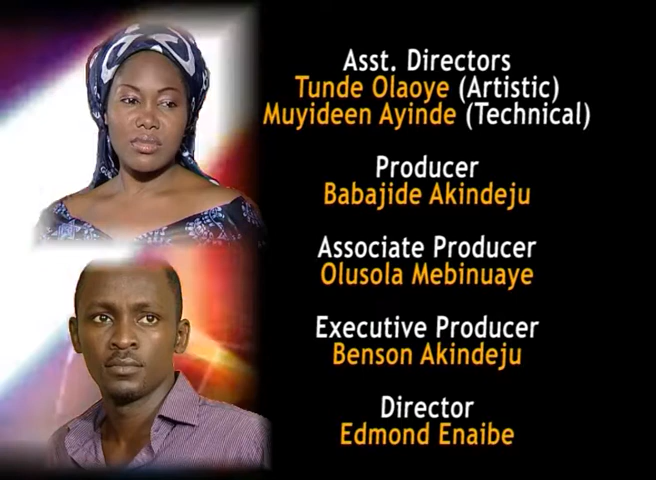 Asst. Directors
Tunde Olaoye (Artistic)
Muyideen Ayinde (Technical)
Producer
Babajide Akindeju
Associate Producer
Olusola Mebinuaye
Executive Producer
Benson Akindeju
Director
Edmond Enaibe